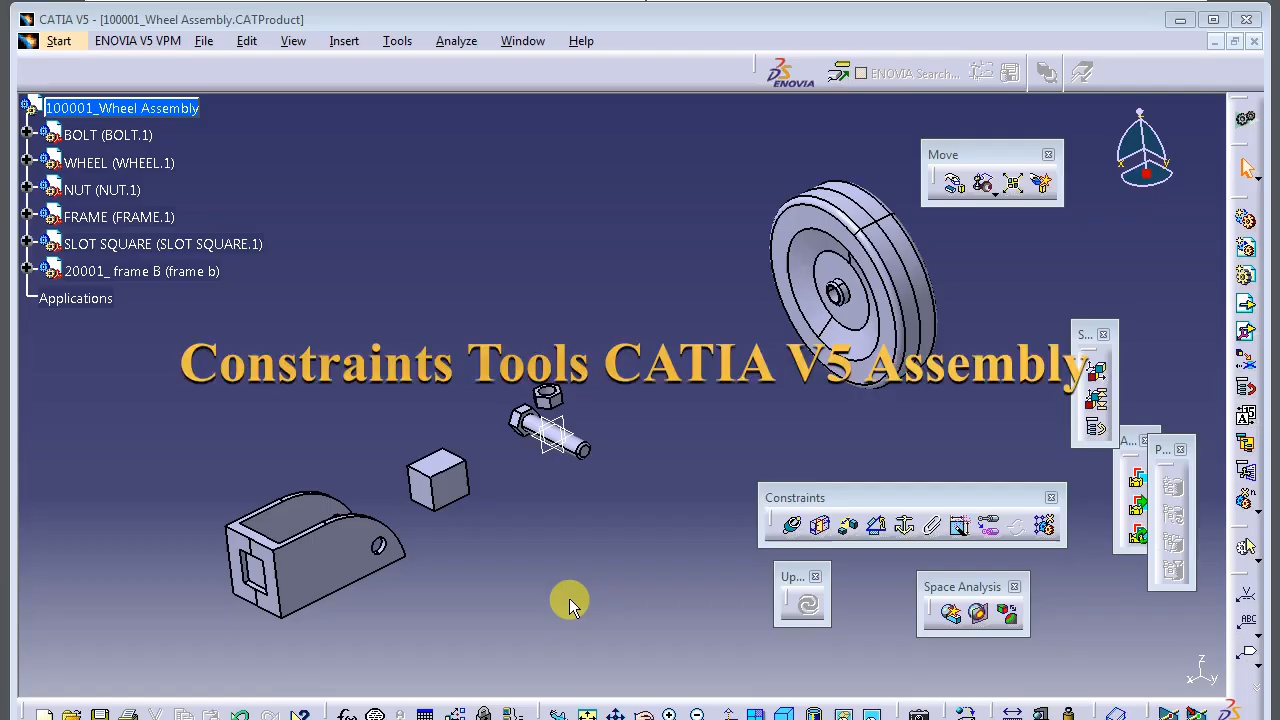 CATIA V5 - [100001_Wheel Assembly.CATProduct]
Start ENOVIA V5 VPM File Edit View Insert Tools Analyze Window Help
ENOVIA
ENOVIA Search...
100001_Wheel Assembly
BOLT (BOLT.1)
WHEEL (WHEEL.1)
NUT (NUT.1)
FRAME (FRAME.1)
SLOT SQUARE (SLOT SQUARE.1)
20001_ frame B (frame b)
Applications
Move
S...
Constraints Tools CATIA V5 Assembly
A...
P...
Constraints
Up...
Space Analysis
ABC
z
x y